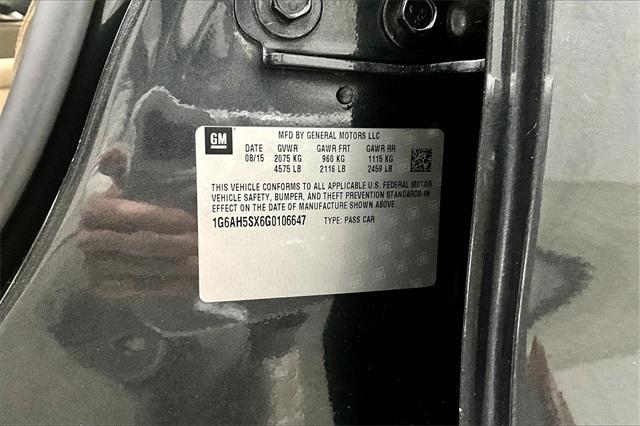 GM
MFD BY GENERAL MOTORS LLC
DATE GVWR GAWR FRT GAWR RR
08/15 2075 KG 960 KG 1115 KG
4575 LB 2116 LB 2459 LB
THIS VEHICLE CONFORMS TO ALL APPLICABLE U.S. FEDERAL MOTOR
VEHICLE SAFETY, BUMPER, AND THEFT PREVENTION STANDARDS IN
EFFECT ON THE DATE OF MANUFACTURE SHOWN ABOVE.
1G6AH5SX6G0106647 TYPE: PASS CAR